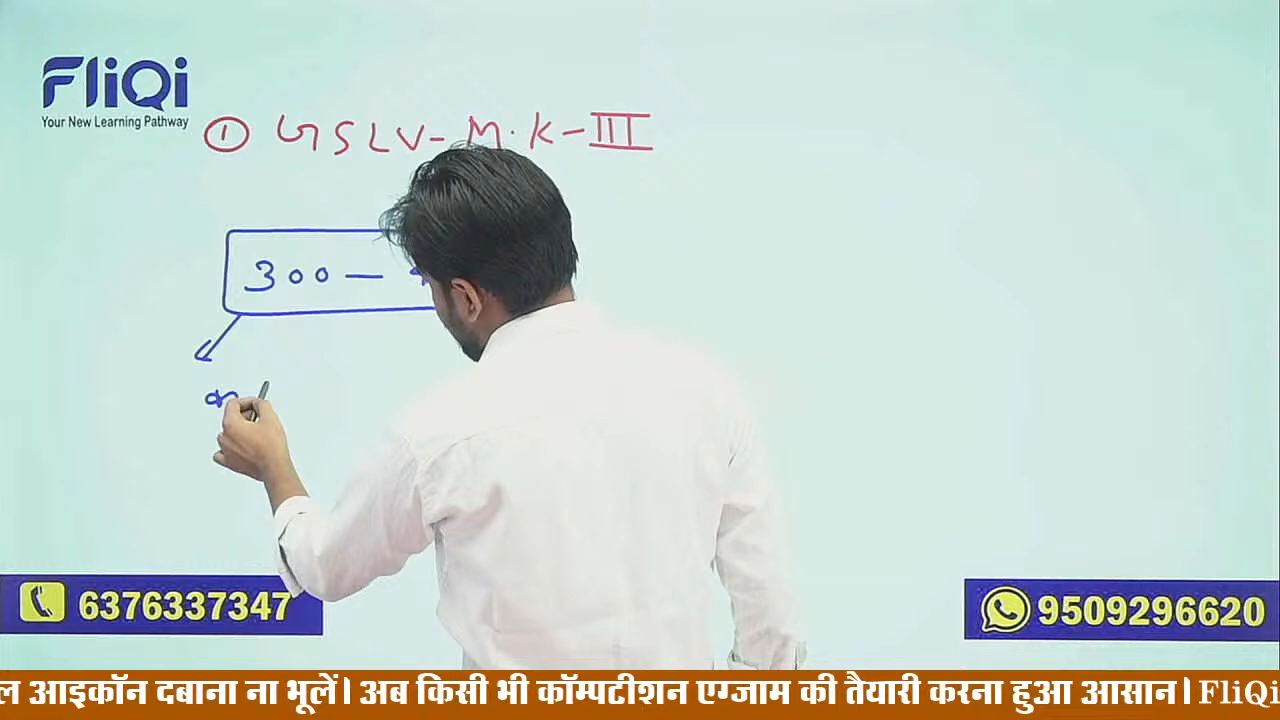 FliQi
Your New Learning Pathway
① GSLV-M.K-III
300 —
6376337347
9509296620
आइकॉन दबाना ना भूलें। अब किसी भी कॉम्पटीशन एग्जाम की तैयारी करना हुआ आसान। FliQi